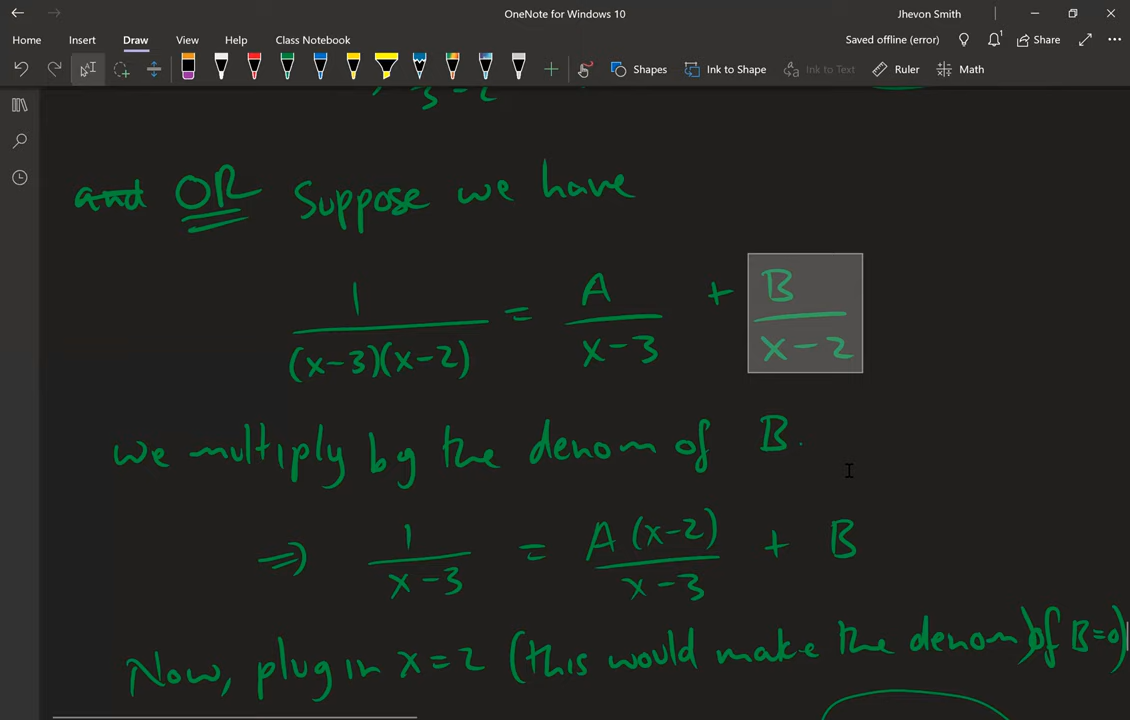 OneNote for Windows 10
Jhevon Smith
Home Insert Draw View Help Class Notebook
Saved offline (error)
Share
Shapes Ink to Shape Ink to Text Ruler Math
3-2
and OR Suppose we have
1/((x-3)(x-2)) = A/(x-3) + B/(x-2)
we multiply by the denom of B.
⇒ 1/(x-3) = A(x-2)/(x-3) + B
Now, plug in x=2 (this would make the denom of B=0)